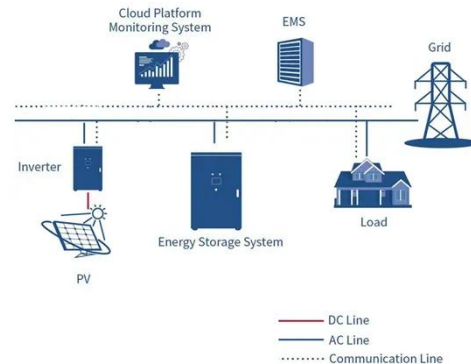 Cloud Platform
Monitoring System
EMS
Grid
Inverter
Energy Storage System
Load
PV
DC Line
AC Line
Communication Line